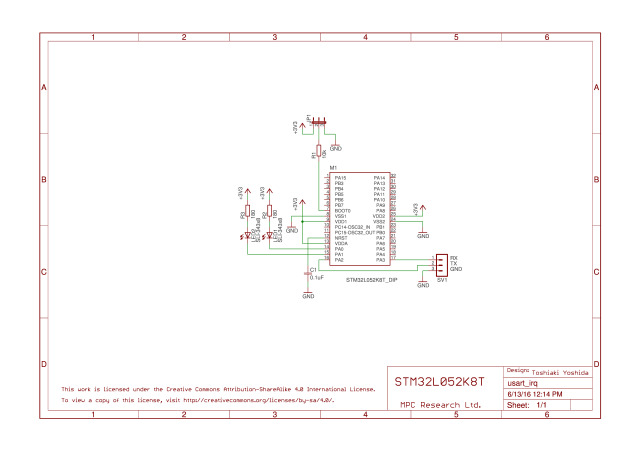 1 2 3 4 5 6
A A
+3V3
JP1
GND
R1
10k
M1
B B
PA15 PA14
PB3 PA13
PB4 PA12
PB5 PA11
PB6 PA10
PB7 PA9
BOOT0 PA8
VSS1 VDD2
VDD1 VSS2
PC14-OSC32_IN PB1
PC15-OSC32_OUT PB0
NRST PA7
VDDA PA6
PA0 PA5
PA1 PA4
PA2 PA3
STM32L052K8T_DIP
+3V3 +3V3 +3V3 +3V3
R3 180
R2 180
LED2
LED1
GND
GND
C1
0.1uF
GND
RX
TX
GND
SV1
GND
C C
D D
STM32L052K8T
MPC Research Ltd.
Design: Toshiaki Yoshida
usart_irq
6/13/16 12:14 PM
Sheet: 1/1
This work is licensed under the Creative Commons Attribution-ShareAlike 4.0 International License.
To view a copy of this license, visit http://creativecommons.org/licenses/by-sa/4.0/.
1 2 3 4 5 6